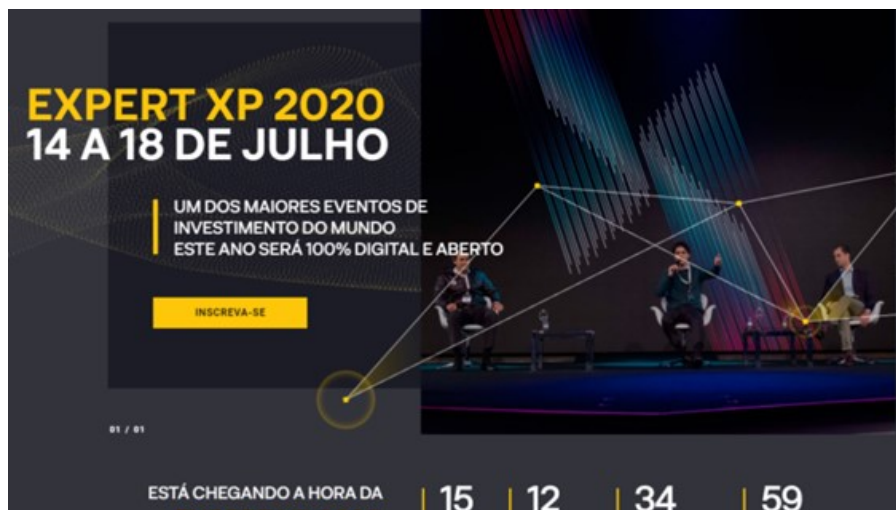 EXPERT XP 2020
14 A 18 DE JULHO
UM DOS MAIORES EVENTOS DE
INVESTIMENTO DO MUNDO
ESTE ANO SERÁ 100% DIGITAL E ABERTO
INSCREVA-SE
01 / 01
ESTÁ CHEGANDO A HORA DA
15 12 34 59